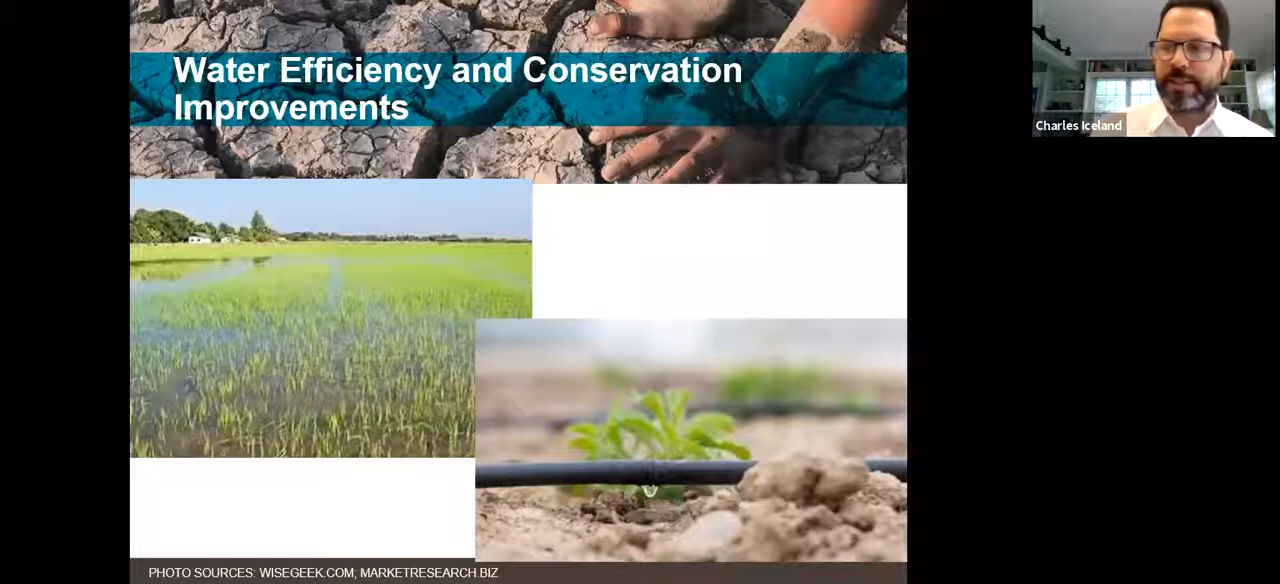 Water Efficiency and Conservation
Improvements
Charles Iceland
PHOTO SOURCES: WISEGEEK.COM; MARKETRESEARCH.BIZ